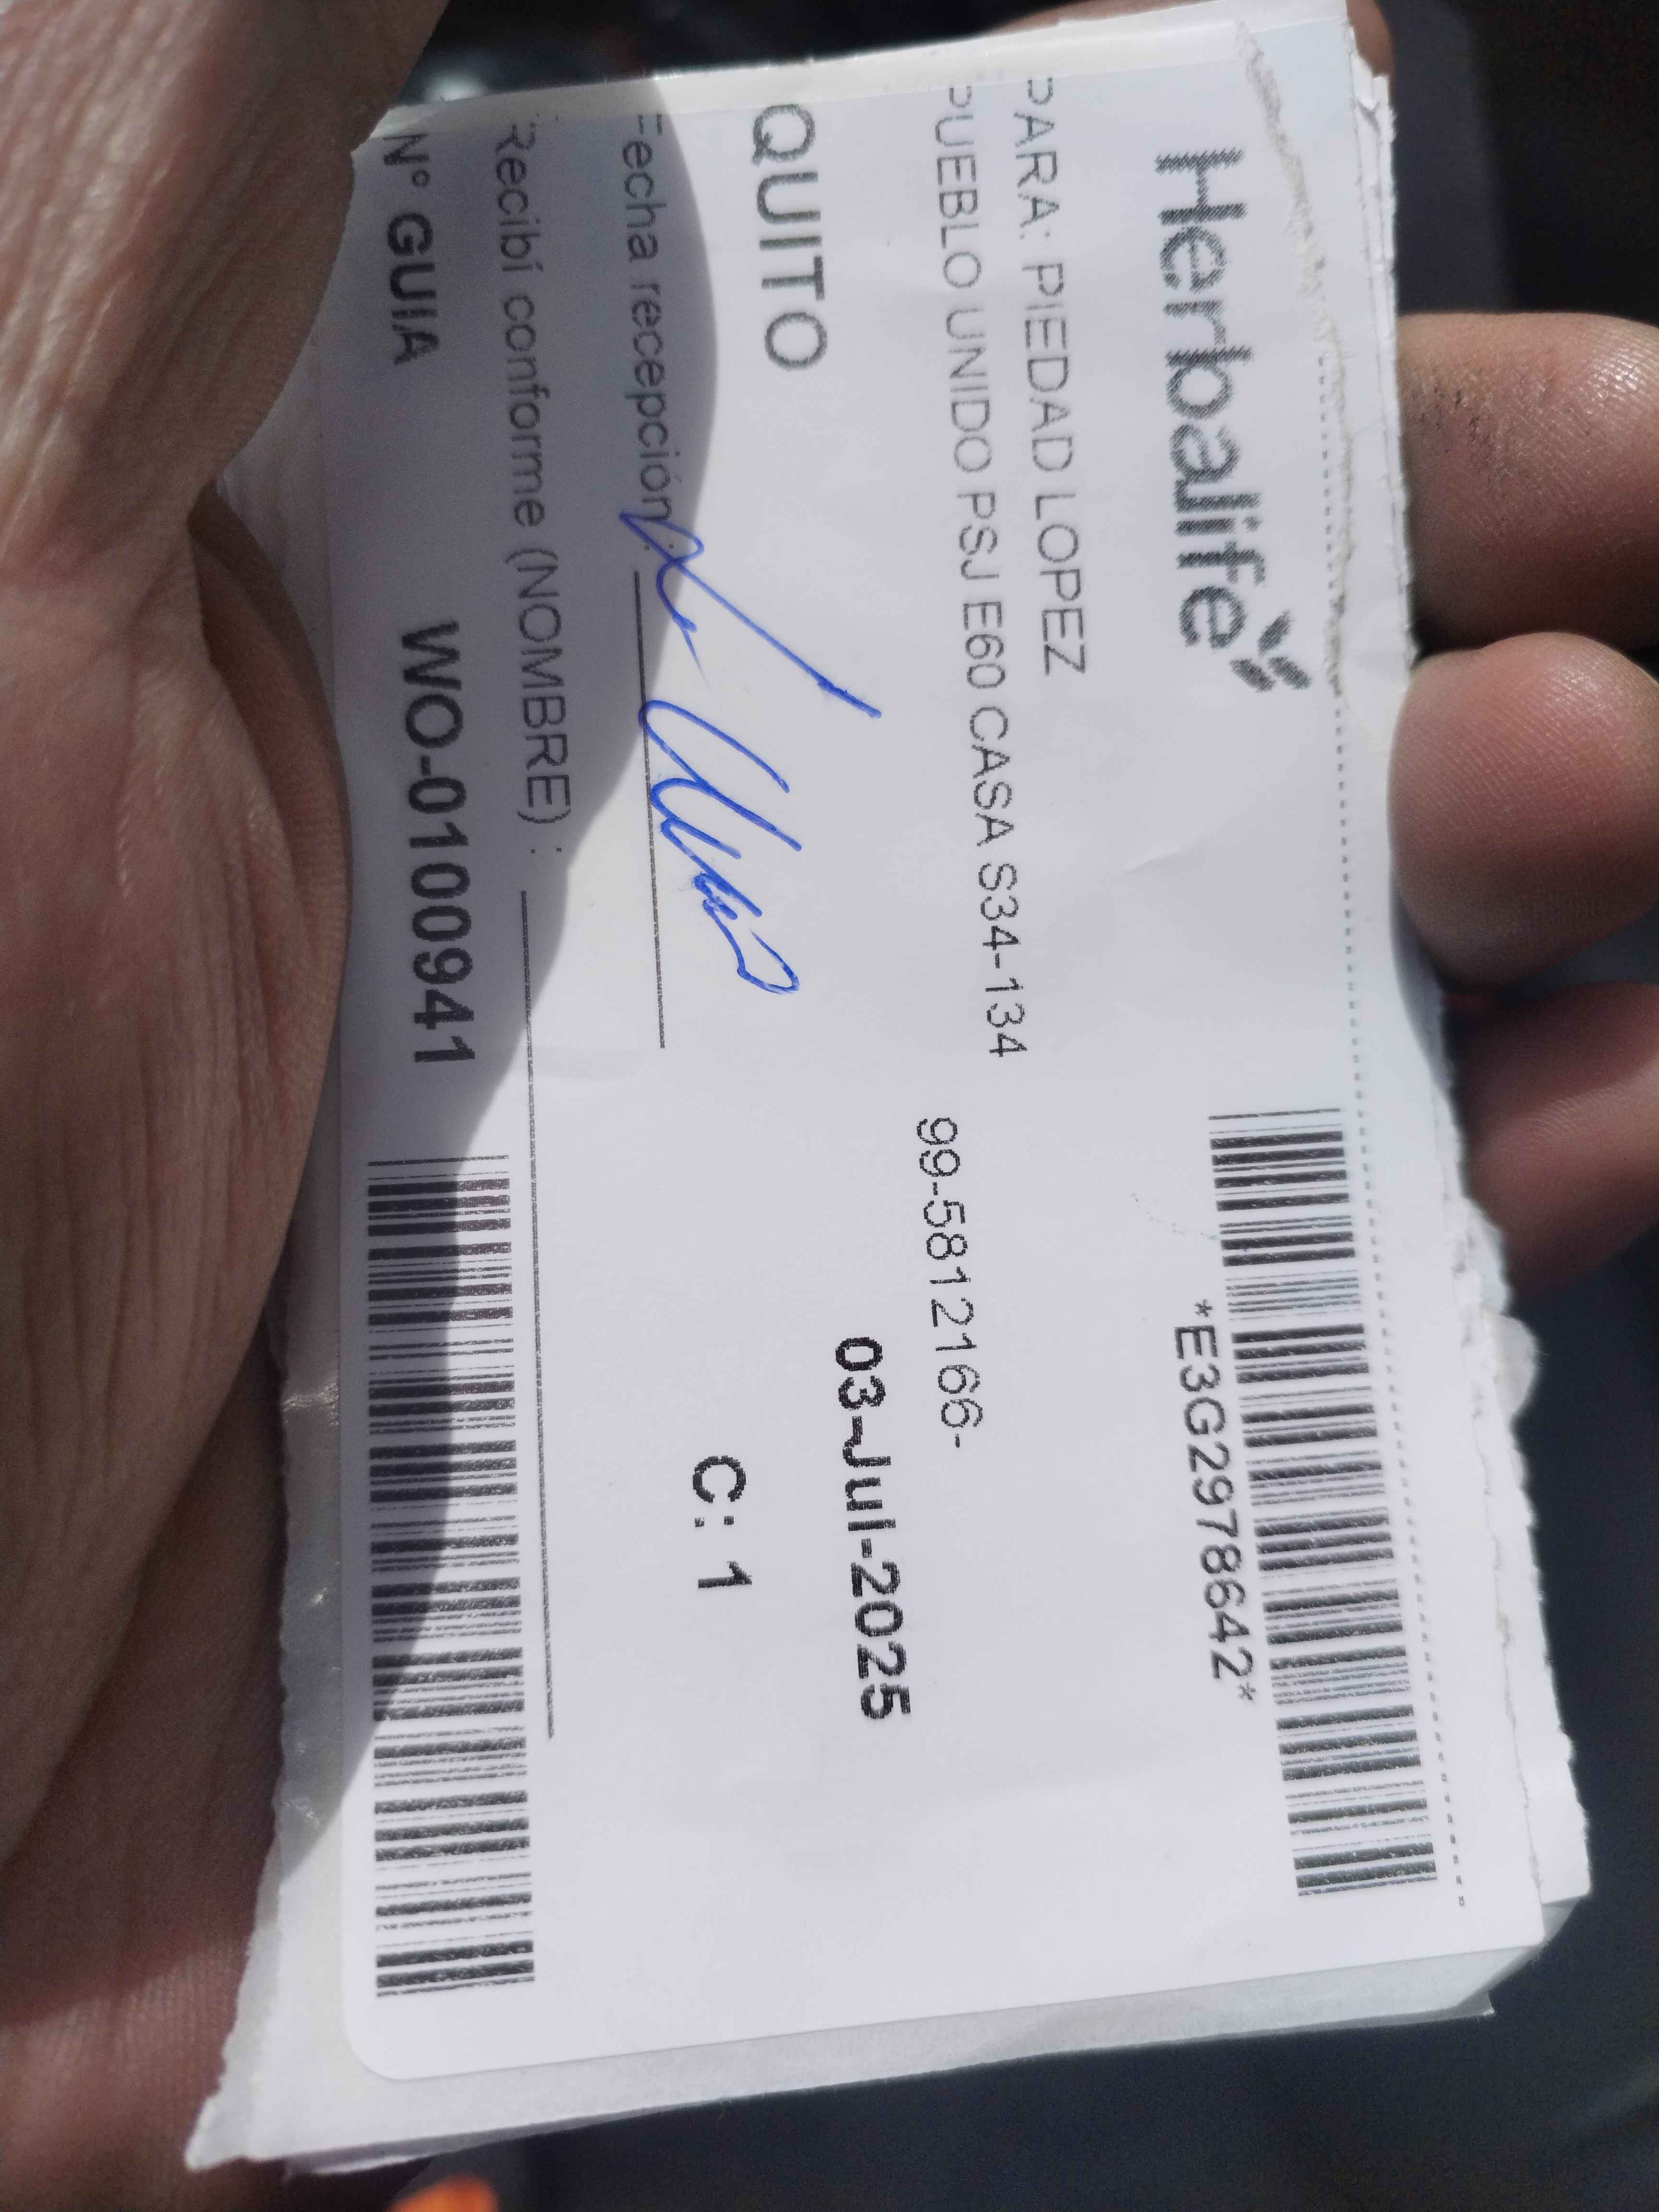 Herbalife
*E3G2978642*
PARA: PIEDAD LOPEZ
PUEBLO UNIDO PSJ E60 CASA S34-134
99-5812166-
03-Jul-2025
QUITO
C: 1
Fecha recepción :
Recibí conforme (NOMBRE) :
N° GUIA WO-0100941